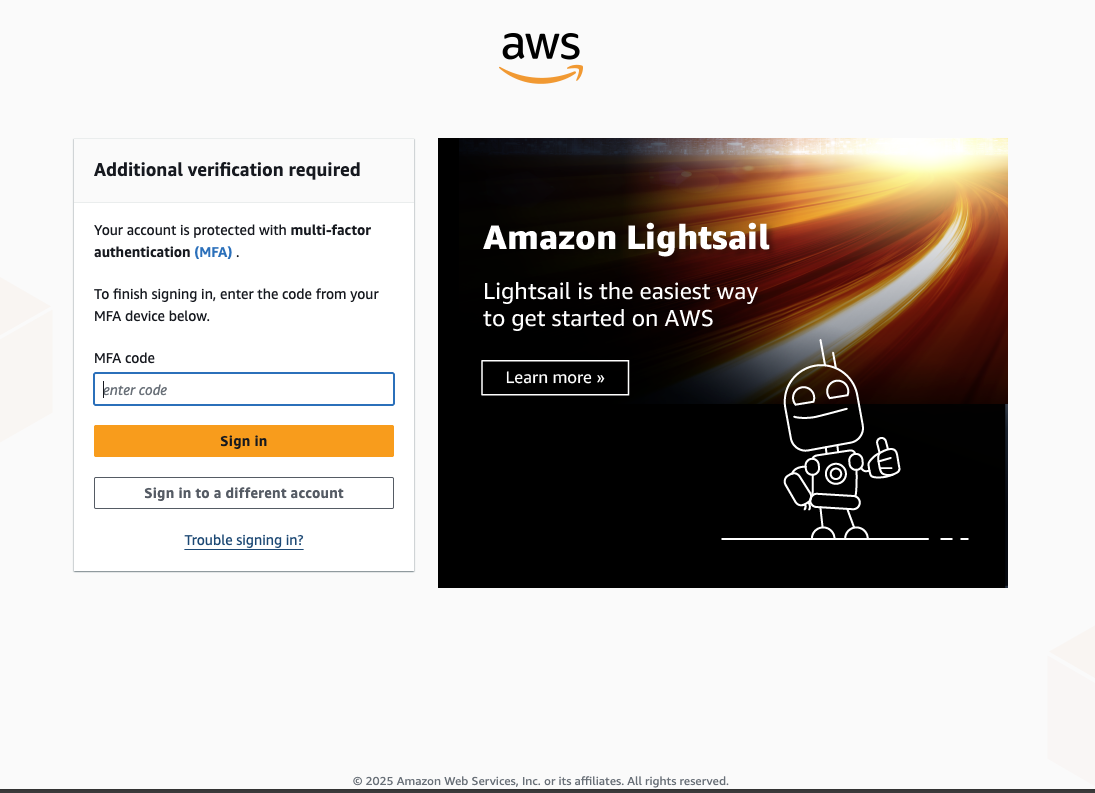 aws
Additional verification required
Your account is protected with multi-factor
authentication (MFA) .
To finish signing in, enter the code from your
MFA device below.
MFA code
enter code
Sign in
Sign in to a different account
Trouble signing in?
Amazon Lightsail
Lightsail is the easiest way
to get started on AWS
Learn more »
© 2025 Amazon Web Services, Inc. or its affiliates. All rights reserved.